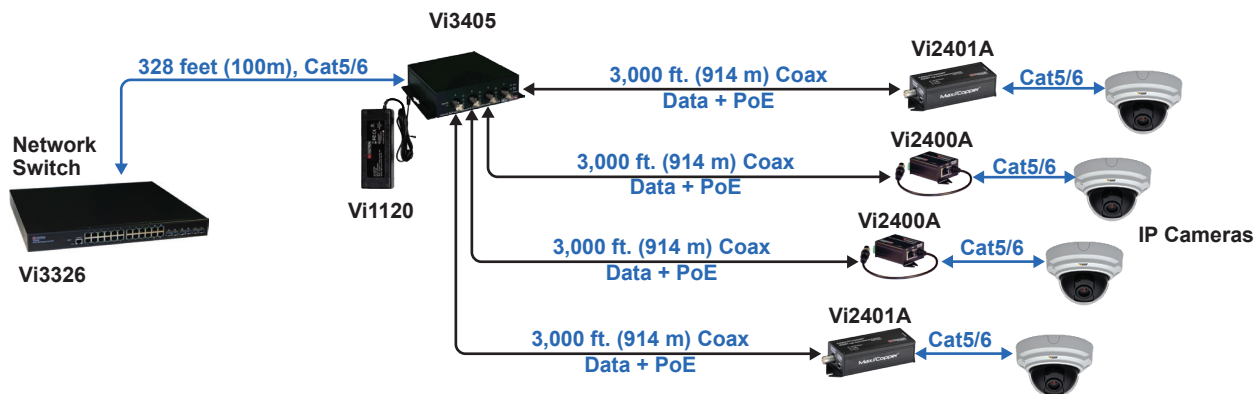 Vi3405
328 feet (100m), Cat5/6
Vi2401A
3,000 ft. (914 m) Coax
Data + PoE
Cat5/6
Network
Switch
Vi2400A
3,000 ft. (914 m) Coax
Data + PoE
Cat5/6
Vi1120
Vi2400A
IP Cameras
3,000 ft. (914 m) Coax
Data + PoE
Cat5/6
Vi3326
Vi2401A
3,000 ft. (914 m) Coax
Data + PoE
Cat5/6
MaxiCopper
MaxiCopper